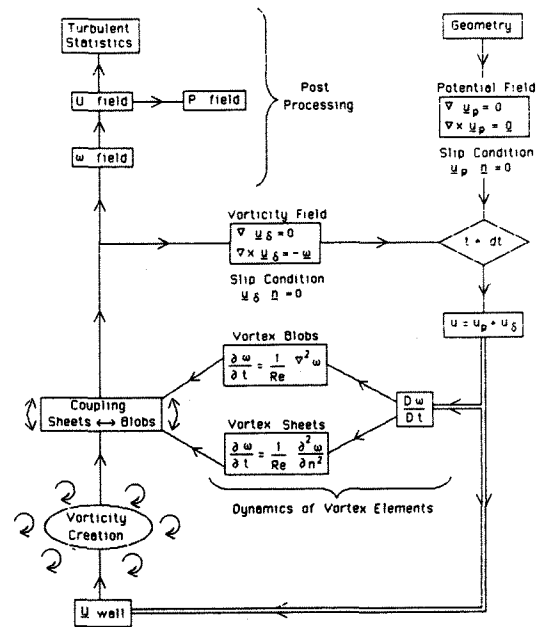 Turbulent
Statistics
U field
P field
ω field
Post
Processing
Geometry
Potential Field
∇ u_p = 0
∇× u_p = 0
Slip Condition
u_p n = 0
Vorticity Field
∇ u_δ = 0
∇× u_δ = -ω
Slip Condition
u_δ n = 0
t + dt
u = u_p + u_δ
Vortex Blobs
∂ω/∂t = 1/Re ∇²ω
Coupling
Sheets ↔ Blobs
Dω/Dt
Vortex Sheets
∂ω/∂t = 1/Re ∂²ω/∂n²
Dynamics of Vortex Elements
Vorticity
Creation
U wall